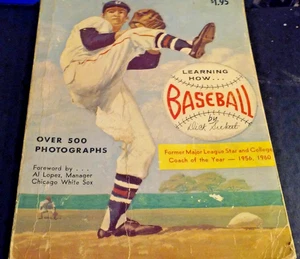 $1.95
LEARNING
HOW...
BASEBALL
by
Dick Siebert
OVER 500
PHOTOGRAPHS
Former Major League Star and College
Coach of the Year — 1956, 1960
Foreword by...
Al Lopez, Manager
Chicago White Sox